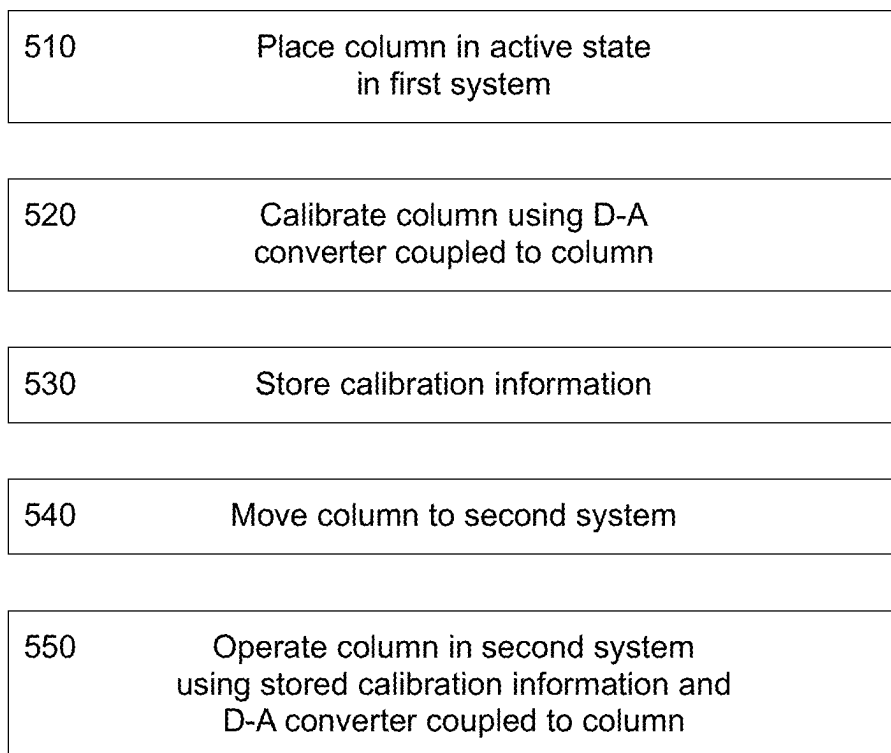 510 Place column in active state
in first system
520 Calibrate column using D-A
converter coupled to column
530 Store calibration information
540 Move column to second system
550 Operate column in second system
using stored calibration information and
D-A converter coupled to column